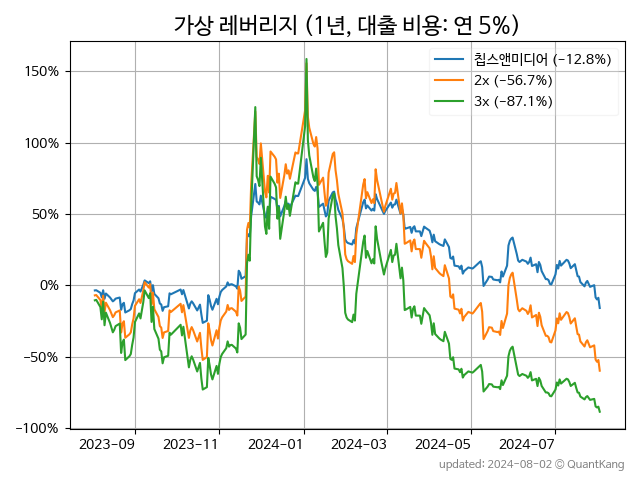 가상 레버리지 (1년, 대출 비용: 연 5%)
칩스앤미디어 (−12.8%)
2x (−56.7%)
3x (−87.1%)
150%
100%
50%
0%
−50%
−100%
2023-09 2023-11 2024-01 2024-03 2024-05 2024-07
updated: 2024-08-02 © QuantKang